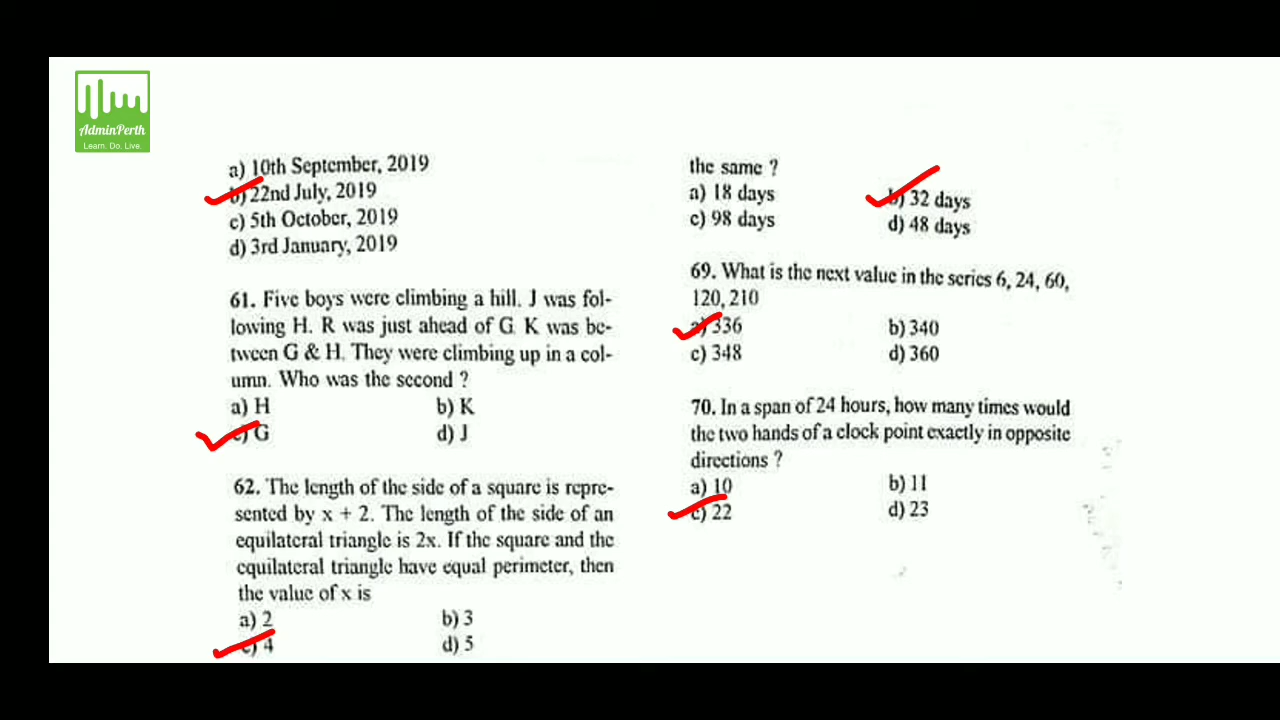 AdminPerth
Learn. Do. Live.
a) 10th September, 2019
b) 22nd July, 2019
c) 5th October, 2019
d) 3rd January, 2019
61. Five boys were climbing a hill. J was fol-
lowing H. R was just ahead of G. K was be-
tween G & H. They were climbing up in a col-
umn. Who was the second ?
a) H b) K
c) G d) J
62. The length of the side of a square is repre-
sented by x + 2. The length of the side of an
equilateral triangle is 2x. If the square and the
equilateral triangle have equal perimeter, then
the value of x is
a) 2 b) 3
c) 4 d) 5
the same ?
a) 18 days b) 32 days
c) 98 days d) 48 days
69. What is the next value in the series 6, 24, 60,
120, 210
a) 336 b) 340
c) 348 d) 360
70. In a span of 24 hours, how many times would
the two hands of a clock point exactly in opposite
directions ?
a) 10 b) 11
c) 22 d) 23